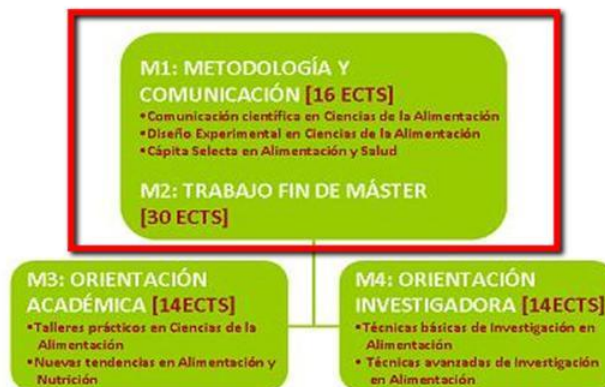 M1: METODOLOGÍA Y
COMUNICACIÓN [16 ECTS]
•Comunicación científica en Ciencias de la Alimentación
•Diseño Experimental en Ciencias de la Alimentación
•Cápita Selecta en Alimentación y Salud
M2: TRABAJO FIN DE MÁSTER
[30 ECTS]
M3: ORIENTACIÓN
ACADÉMICA [14ECTS]
•Talleres prácticos en Ciencias de la
Alimentación
•Nuevas tendencias en Alimentación y
Nutrición
M4: ORIENTACIÓN
INVESTIGADORA [14ECTS]
•Técnicas básicas de Investigación en
Alimentación
• Técnicas avanzadas de Investigación
en Alimentación